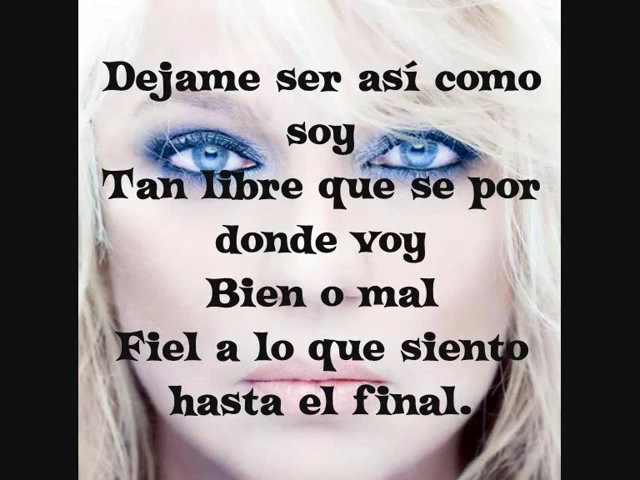 Dejame ser así como
soy
Tan libre que se por
donde voy
Bien o mal
Fiel a lo que siento
hasta el final.